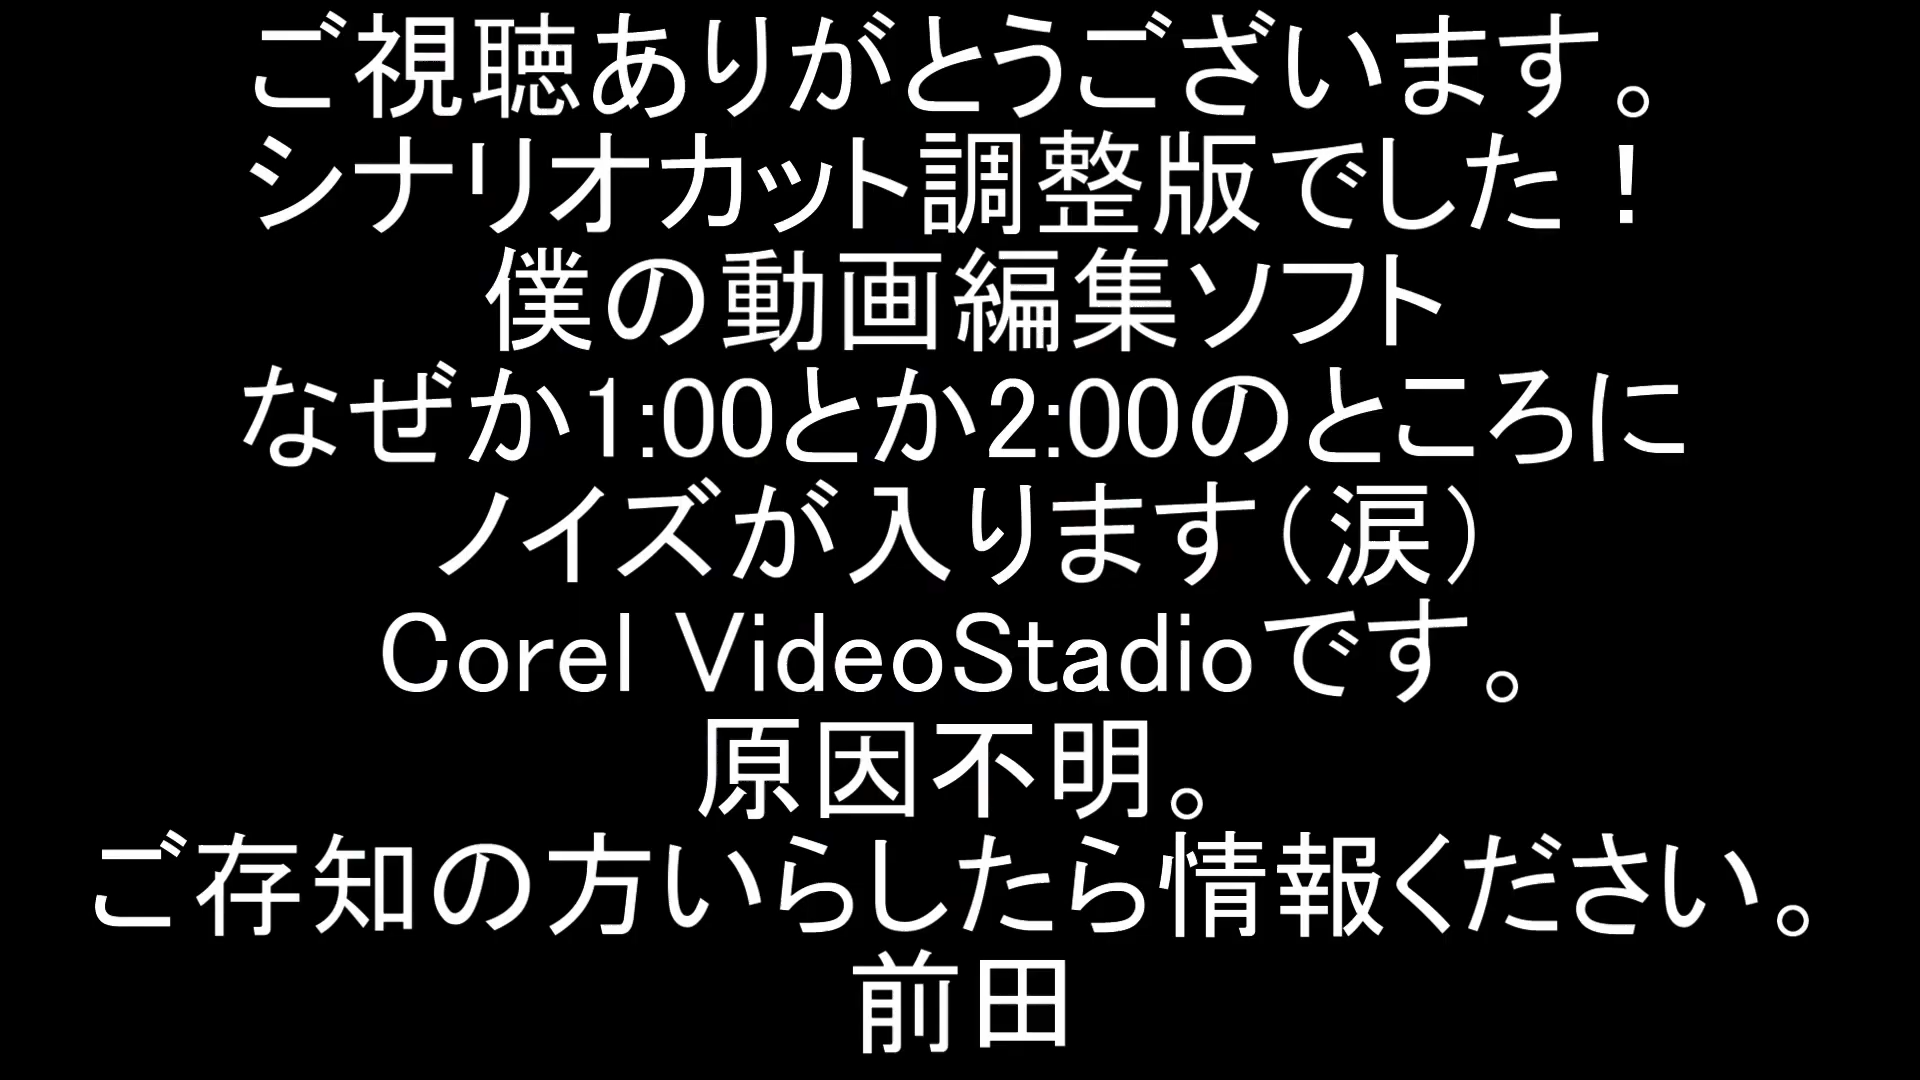 ご視聴ありがとうございます。
シナリオカット調整版でした！
僕の動画編集ソフト
なぜか1:00とか2:00のところに
ノイズが入ります（涙）
Corel VideoStadioです。
原因不明。
ご存知の方いらしたら情報ください。
前田